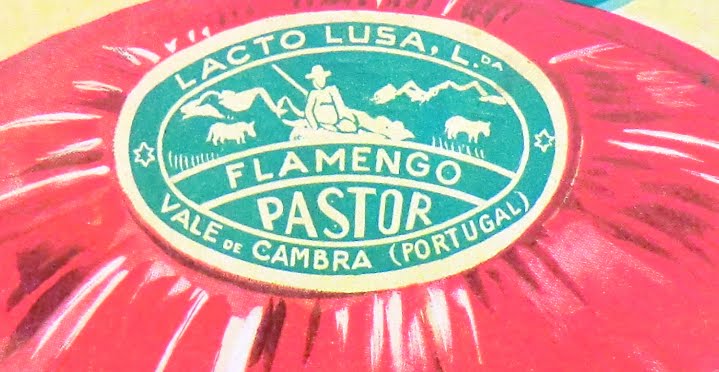 LACTO LUSA, L.DA
FLAMENGO
PASTOR
VALE DE CAMBRA (PORTUGAL)